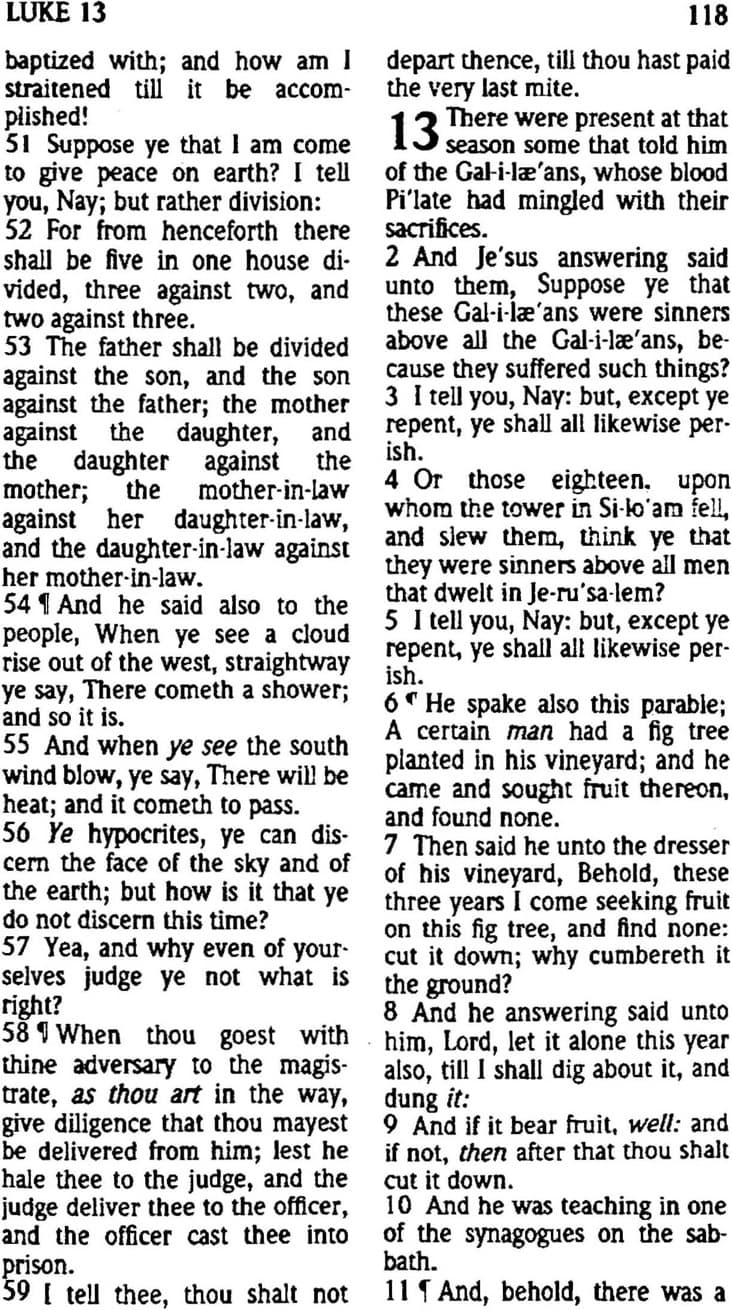 LUKE 13
118
baptized with; and how am I
straitened till it be accom-
plished!
51 Suppose ye that I am come
to give peace on earth? I tell
you, Nay; but rather division:
52 For from henceforth there
shall be five in one house di-
vided, three against two, and
two against three.
53 The father shall be divided
against the son, and the son
against the father; the mother
against the daughter, and
the daughter against the
mother; the mother-in-law
against her daughter-in-law,
and the daughter-in-law against
her mother-in-law.
54 ¶ And he said also to the
people, When ye see a cloud
rise out of the west, straightway
ye say, There cometh a shower;
and so it is.
55 And when ye see the south
wind blow, ye say, There will be
heat; and it cometh to pass.
56 Ye hypocrites, ye can dis-
cern the face of the sky and of
the earth; but how is it that ye
do not discern this time?
57 Yea, and why even of your-
selves judge ye not what is
right?
58 ¶ When thou goest with
thine adversary to the magis-
trate, as thou art in the way,
give diligence that thou mayest
be delivered from him; lest he
hale thee to the judge, and the
judge deliver thee to the officer,
and the officer cast thee into
prison.
59 I tell thee, thou shalt not
depart thence, till thou hast paid
the very last mite.
13 There were present at that
season some that told him
of the Gal-i-læ'ans, whose blood
Pi'late had mingled with their
sacrifices.
2 And Je'sus answering said
unto them, Suppose ye that
these Gal-i-læ'ans were sinners
above all the Gal-i-læ'ans, be-
cause they suffered such things?
3 I tell you, Nay: but, except ye
repent, ye shall all likewise per-
ish.
4 Or those eighteen, upon
whom the tower in Si-lo'am fell,
and slew them, think ye that
they were sinners above all men
that dwelt in Je-ru'sa-lem?
5 I tell you, Nay: but, except ye
repent, ye shall all likewise per-
ish.
6 ¶ He spake also this parable;
A certain man had a fig tree
planted in his vineyard; and he
came and sought fruit thereon,
and found none.
7 Then said he unto the dresser
of his vineyard, Behold, these
three years I come seeking fruit
on this fig tree, and find none:
cut it down; why cumbereth it
the ground?
8 And he answering said unto
him, Lord, let it alone this year
also, till I shall dig about it, and
dung it:
9 And if it bear fruit, well: and
if not, then after that thou shalt
cut it down.
10 And he was teaching in one
of the synagogues on the sab-
bath.
11 ¶ And, behold, there was a